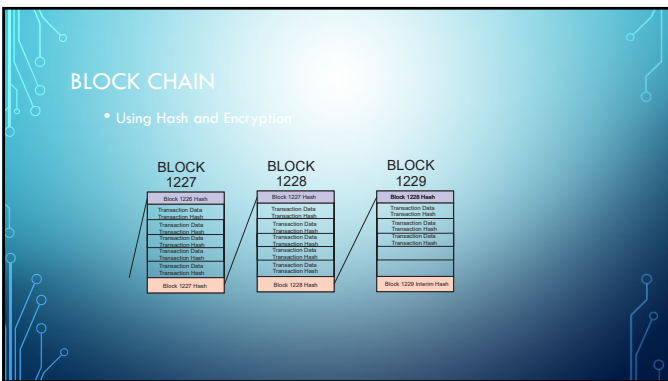 BLOCK CHAIN
• Using Hash and Encryption
BLOCK
1227
Block 1226 Hash
Transaction Data
Transaction Hash
Transaction Data
Transaction Hash
Transaction Data
Transaction Hash
Transaction Data
Transaction Hash
Transaction Data
Transaction Hash
Block 1227 Hash
BLOCK
1228
Block 1227 Hash
Transaction Data
Transaction Hash
Transaction Data
Transaction Hash
Transaction Data
Transaction Hash
Transaction Data
Transaction Hash
Transaction Data
Transaction Hash
Block 1228 Hash
BLOCK
1229
Block 1228 Hash
Transaction Data
Transaction Hash
Transaction Data
Transaction Hash
Transaction Data
Transaction Hash
Block 1229 Interim Hash